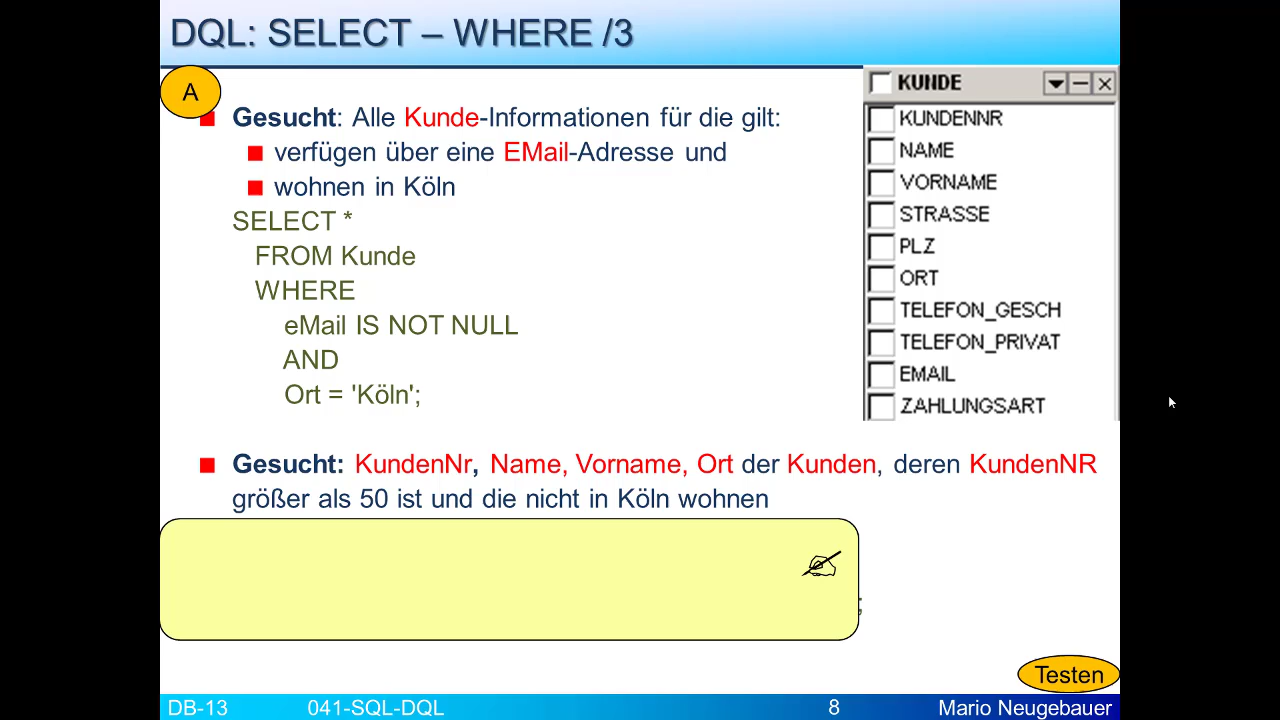 DQL: SELECT – WHERE /3
A
Gesucht: Alle Kunde-Informationen für die gilt:
verfügen über eine EMail-Adresse und
wohnen in Köln
SELECT *
FROM Kunde
WHERE
eMail IS NOT NULL
AND
Ort = 'Köln';
KUNDE
KUNDENNR
NAME
VORNAME
STRASSE
PLZ
ORT
TELEFON_GESCH
TELEFON_PRIVAT
EMAIL
ZAHLUNGSART
Gesucht: KundenNr, Name, Vorname, Ort der Kunden, deren KundenNR
größer als 50 ist und die nicht in Köln wohnen
;
Testen
DB-13 041-SQL-DQL 8 Mario Neugebauer